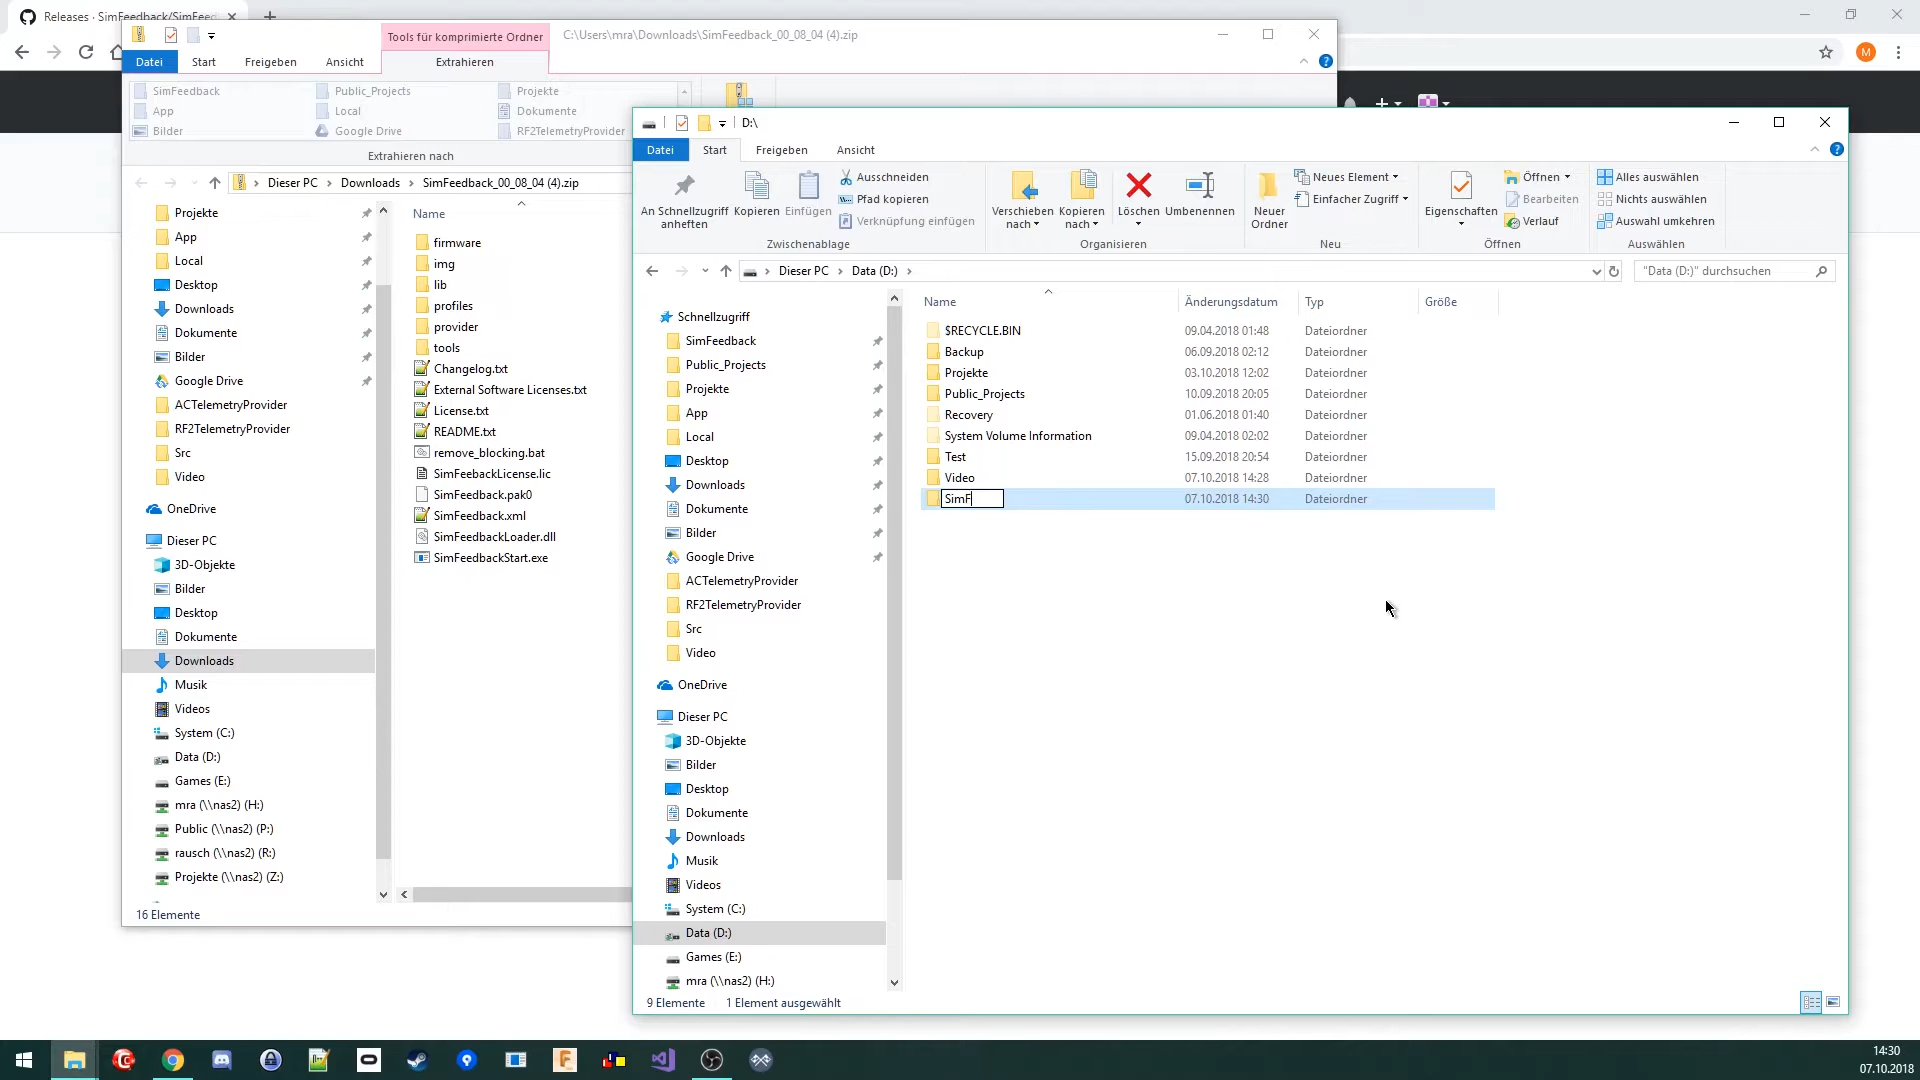 Releases · SimFeedback/SimFeed
Tools für komprimierte Ordner
C:\Users\mra\Downloads\SimFeedback_00_08_04 (4).zip
Datei
Start
Freigeben
Ansicht
Extrahieren
SimFeedback
Public_Projects
Projekte
App
Local
Dokumente
Bilder
Google Drive
RF2TelemetryProvider
Extrahieren nach
Dieser PC
Downloads
SimFeedback_00_08_04 (4).zip
Projekte
App
Local
Desktop
Downloads
Dokumente
Bilder
Google Drive
ACTelemetryProvider
RF2TelemetryProvider
Src
Video
OneDrive
Dieser PC
3D-Objekte
Bilder
Desktop
Dokumente
Downloads
Musik
Videos
System (C:)
Data (D:)
Games (E:)
mra (\\nas2) (H:)
Public (\\nas2) (P:)
rausch (\\nas2) (R:)
Projekte (\\nas2) (Z:)
16 Elemente
Name
firmware
img
lib
profiles
provider
tools
Changelog.txt
External Software Licenses.txt
License.txt
README.txt
remove_blocking.bat
SimFeebackLicense.lic
SimFeedback.pak0
SimFeedback.xml
SimFeedbackLoader.dll
SimFeedbackStart.exe
M
D:\
Datei
Start
Freigeben
Ansicht
An Schnellzugriff anheften
Kopieren
Einfügen
Ausschneiden
Pfad kopieren
Verknüpfung einfügen
Zwischenablage
Verschieben nach
Kopieren nach
Löschen
Umbenennen
Organisieren
Neuer Ordner
Neues Element
Einfacher Zugriff
Neu
Eigenschaften
Öffnen
Bearbeiten
Verlauf
Öffnen
Alles auswählen
Nichts auswählen
Auswahl umkehren
Auswählen
Dieser PC
Data (D:)
"Data (D:)" durchsuchen
Schnellzugriff
SimFeedback
Public_Projects
Projekte
App
Local
Desktop
Downloads
Dokumente
Bilder
Google Drive
ACTelemetryProvider
RF2TelemetryProvider
Src
Video
OneDrive
Dieser PC
3D-Objekte
Bilder
Desktop
Dokumente
Downloads
Musik
Videos
System (C:)
Data (D:)
Games (E:)
mra (\\nas2) (H:)
Name Änderungsdatum Typ Größe
$RECYCLE.BIN 09.04.2018 01:48 Dateiordner
Backup 06.09.2018 02:12 Dateiordner
Projekte 03.10.2018 12:02 Dateiordner
Public_Projects 10.09.2018 20:05 Dateiordner
Recovery 01.06.2018 01:40 Dateiordner
System Volume Information 09.04.2018 02:02 Dateiordner
Test 15.09.2018 20:54 Dateiordner
Video 07.10.2018 14:28 Dateiordner
SimF 07.10.2018 14:30 Dateiordner
9 Elemente 1 Element ausgewählt
14:30
07.10.2018